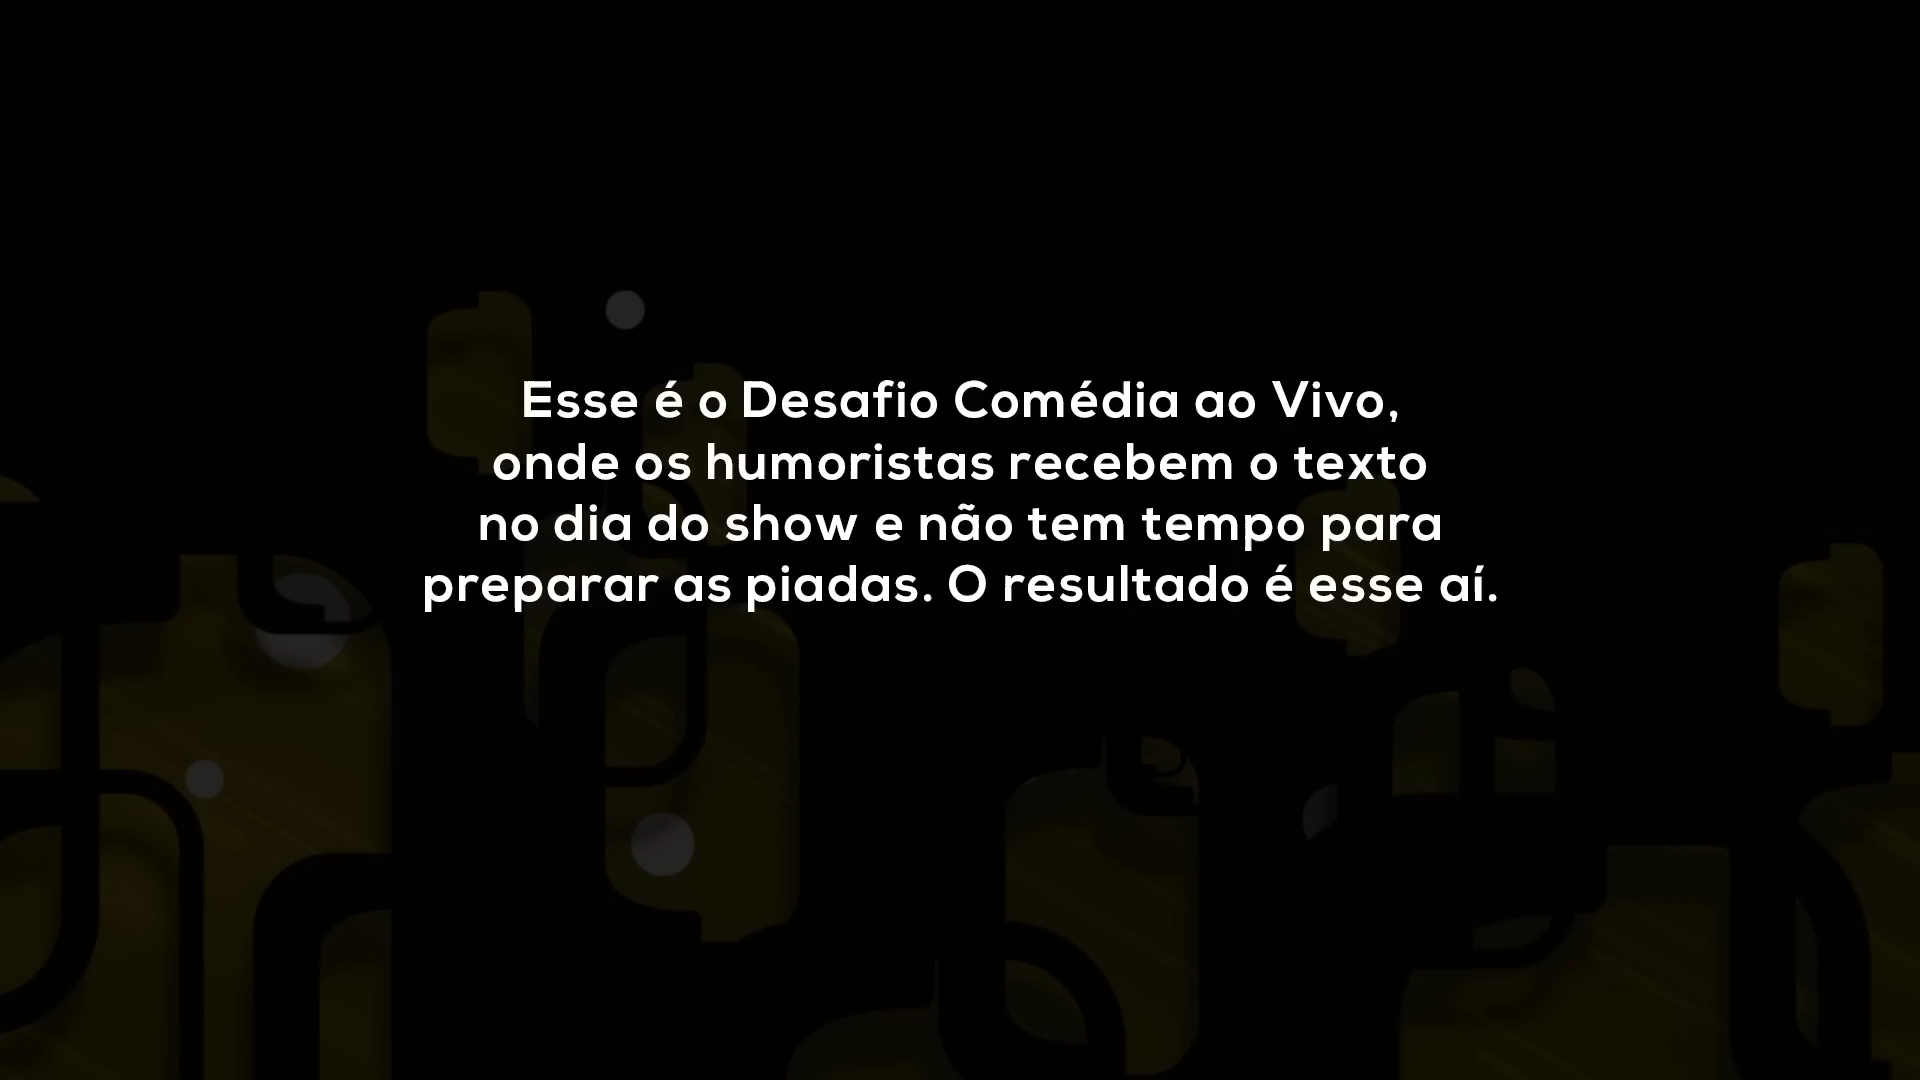 Esse é o Desafio Comédia ao Vivo,
onde os humoristas recebem o texto
no dia do show e não tem tempo para
preparar as piadas. O resultado é esse aí.